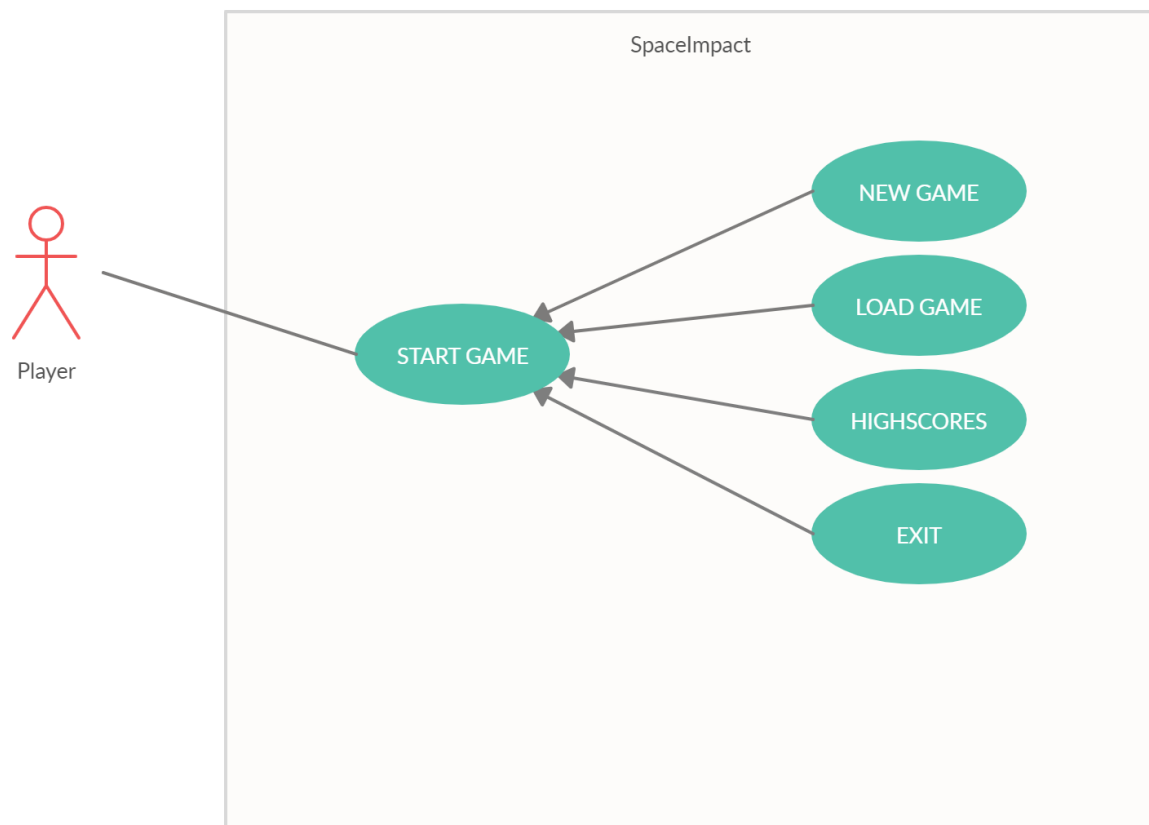 SpaceImpact
NEW GAME
LOAD GAME
START GAME
Player
HIGHSCORES
EXIT